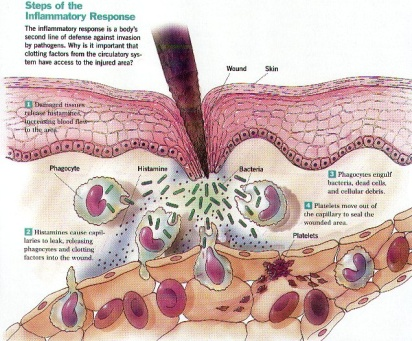 Steps of the
Inflammatory Response
The inflammatory response is a body's
second line of defense against invasion
by pathogens. Why is it important that
clotting factors from the circulatory sys-
tem have access to the injured area?
Wound
Skin
1 Damaged tissues
release histamines,
increasing blood flow
to the area.
Phagocyte
Histamine
Bacteria
3 Phagocytes engulf
bacteria, dead cells,
and cellular debris.
4 Platelets move out of
the capillary to seal the
wounded area.
2 Histamines cause capil-
laries to leak, releasing
phagocytes and clotting
factors into the wound.
Platelets